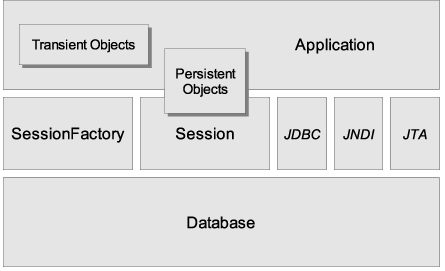 Transient Objects
Application
Persistent
Objects
SessionFactory
Session
JDBC
JNDI
JTA
Database